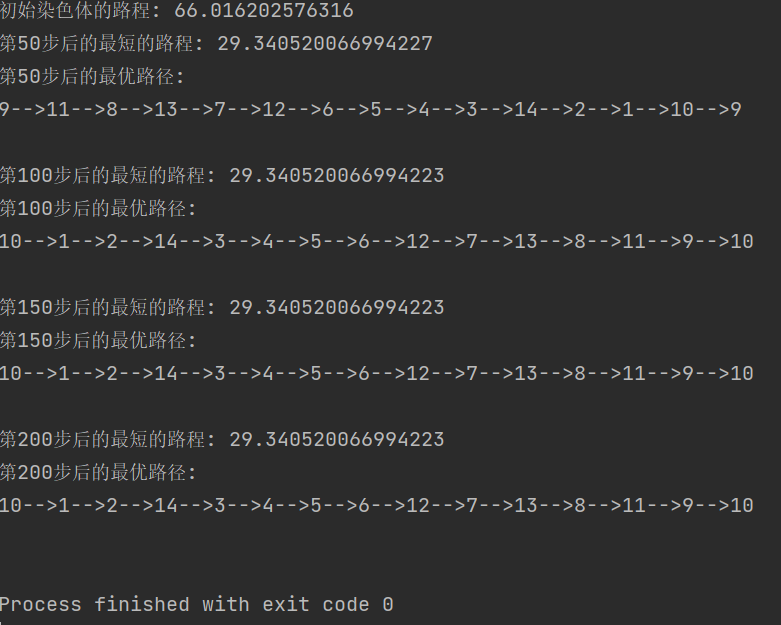 初始染色体的路程: 66.016202576316
第50步后的最短的路程: 29.340520066994227
第50步后的最优路径:
9-->11-->8-->13-->7-->12-->6-->5-->4-->3-->14-->2-->1-->10-->9
第100步后的最短的路程: 29.340520066994223
第100步后的最优路径:
10-->1-->2-->14-->3-->4-->5-->6-->12-->7-->13-->8-->11-->9-->10
第150步后的最短的路程: 29.340520066994223
第150步后的最优路径:
10-->1-->2-->14-->3-->4-->5-->6-->12-->7-->13-->8-->11-->9-->10
第200步后的最短的路程: 29.340520066994223
第200步后的最优路径:
10-->1-->2-->14-->3-->4-->5-->6-->12-->7-->13-->8-->11-->9-->10
Process finished with exit code 0